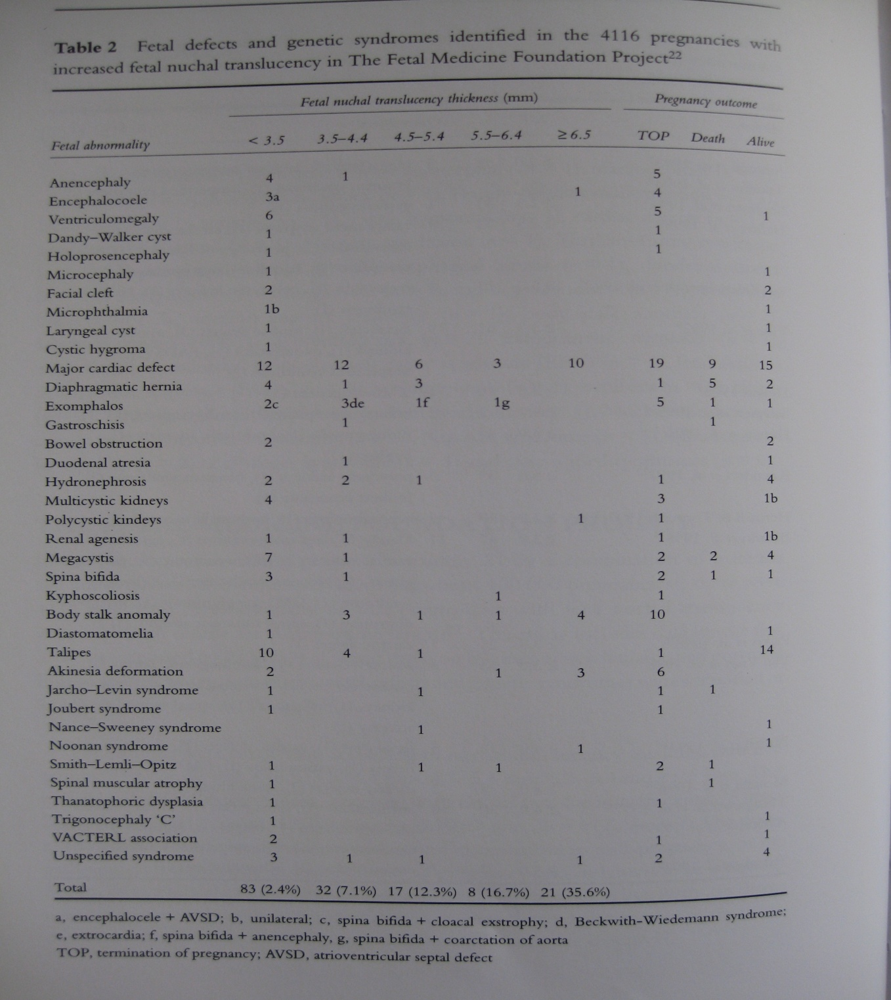 Table 2 Fetal defects and genetic syndromes identified in the 4116 pregnancies with
increased fetal nuchal translucency in The Fetal Medicine Foundation Project22
Fetal nuchal translucency thickness (mm) Pregnancy outcome
Fetal abnormality < 3.5 3.5–4.4 4.5–5.4 5.5–6.4 ≥ 6.5 TOP Death Alive
Anencephaly 4 1 5
Encephalocoele 3a 1 4
Ventriculomegaly 6 5 1
Dandy–Walker cyst 1 1
Holoprosencephaly 1 1
Microcephaly 1 1
Facial cleft 2 2
Microphthalmia 1b 1
Laryngeal cyst 1 1
Cystic hygroma 1 1
Major cardiac defect 12 12 6 3 10 19 9 15
Diaphragmatic hernia 4 1 3 1 5 2
Exomphalos 2c 3de 1f 1g 5 1 1
Gastroschisis 1 1
Bowel obstruction 2 2
Duodenal atresia 1 1
Hydronephrosis 2 2 1 1 4
Multicystic kidneys 4 3 1b
Polycystic kindeys 1 1
Renal agenesis 1 1 1 1b
Megacystis 7 1 2 2 4
Spina bifida 3 1 2 1 1
Kyphoscoliosis 1 1
Body stalk anomaly 1 3 1 1 4 10
Diastomatomelia 1 1
Talipes 10 4 1 1 14
Akinesia deformation 2 1 3 6
Jarcho–Levin syndrome 1 1 1 1
Joubert syndrome 1 1
Nance–Sweeney syndrome 1 1
Noonan syndrome 1 1
Smith–Lemli–Opitz 1 1 1 2 1
Spinal muscular atrophy 1 1
Thanatophoric dysplasia 1 1
Trigonocephaly ‘C’ 1 1
VACTERL association 2 1 1
Unspecified syndrome 3 1 1 1 2 4
Total 83 (2.4%) 32 (7.1%) 17 (12.3%) 8 (16.7%) 21 (35.6%)
a, encephalocele + AVSD; b, unilateral; c, spina bifida + cloacal exstrophy; d, Beckwith–Wiedemann syndrome;
e, extrocardia; f, spina bifida + anencephaly, g, spina bifida + coarctation of aorta
TOP, termination of pregnancy; AVSD, atrioventricular septal defect